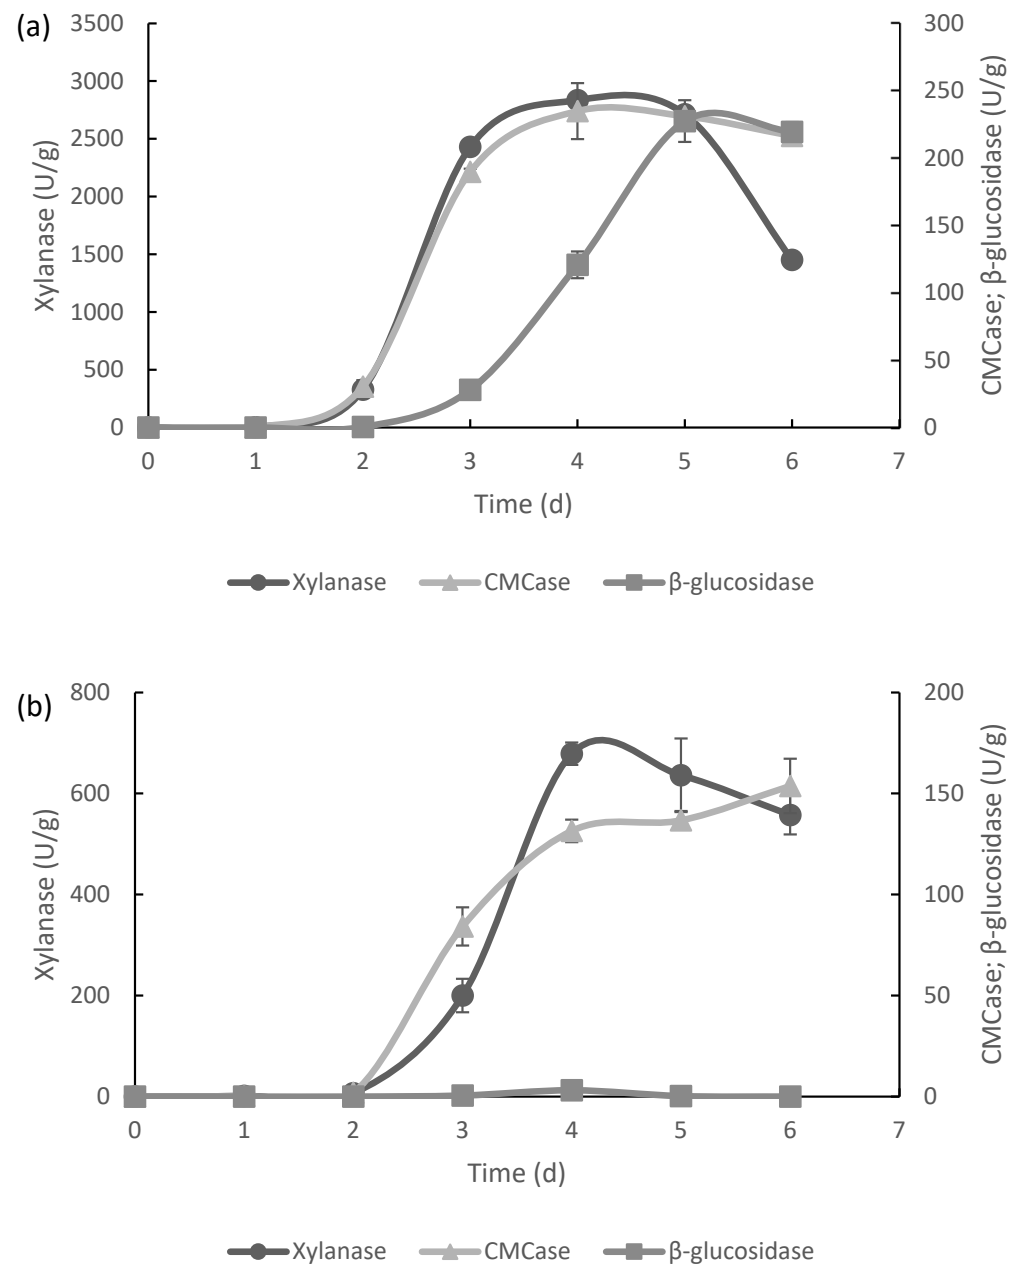 (a)
3500
3000
2500
2000
1500
1000
500
0
Xylanase (U/g)
300
250
200
150
100
50
0
CMCase; β-glucosidase (U/g)
0 1 2 3 4 5 6 7
Time (d)
Xylanase CMCase β-glucosidase
(b)
800
600
400
200
0
Xylanase (U/g)
200
150
100
50
0
CMCase; β-glucosidase (U/g)
0 1 2 3 4 5 6 7
Time (d)
Xylanase CMCase β-glucosidase